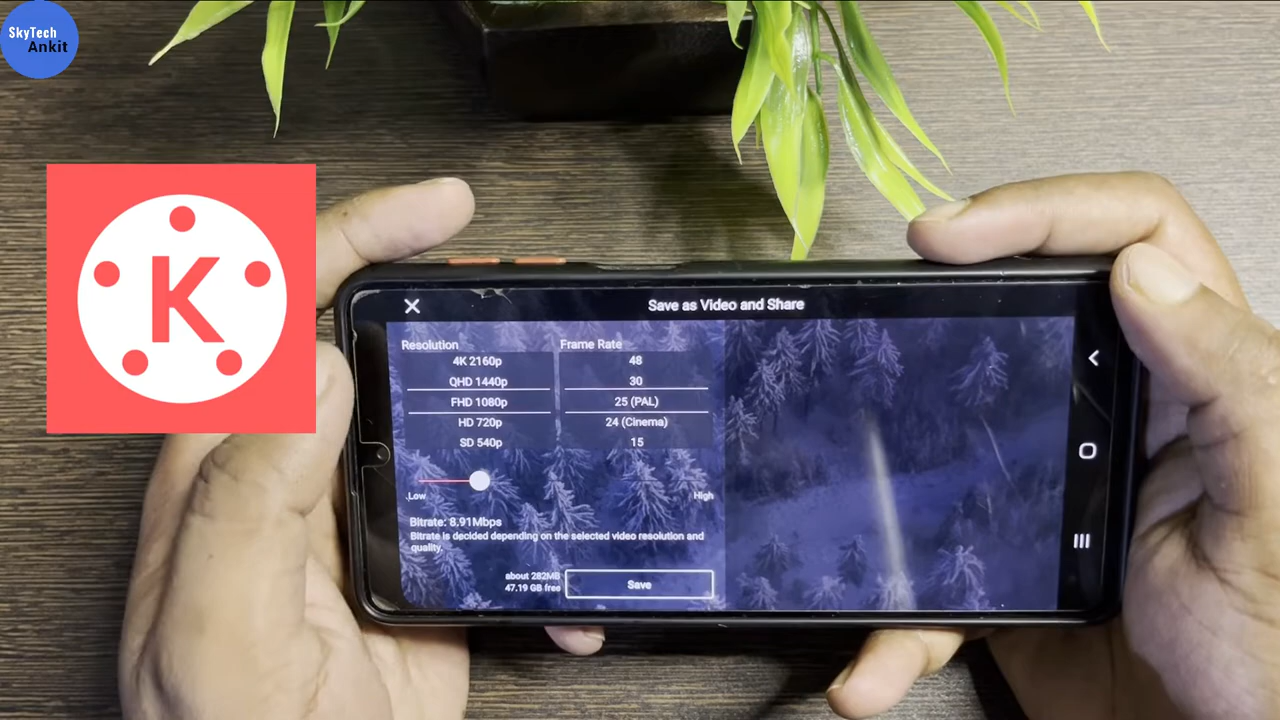 SkyTech
Ankit
K
Save as Video and Share
Resolution
Frame Rate
4K 2160p
48
QHD 1440p
30
FHD 1080p
25 (PAL)
HD 720p
24 (Cinema)
SD 540p
15
Low
High
Bitrate: 8.91Mbps
Bitrate is decided depending on the selected video resolution and
quality.
about 282MB
47.19 GB free
Save